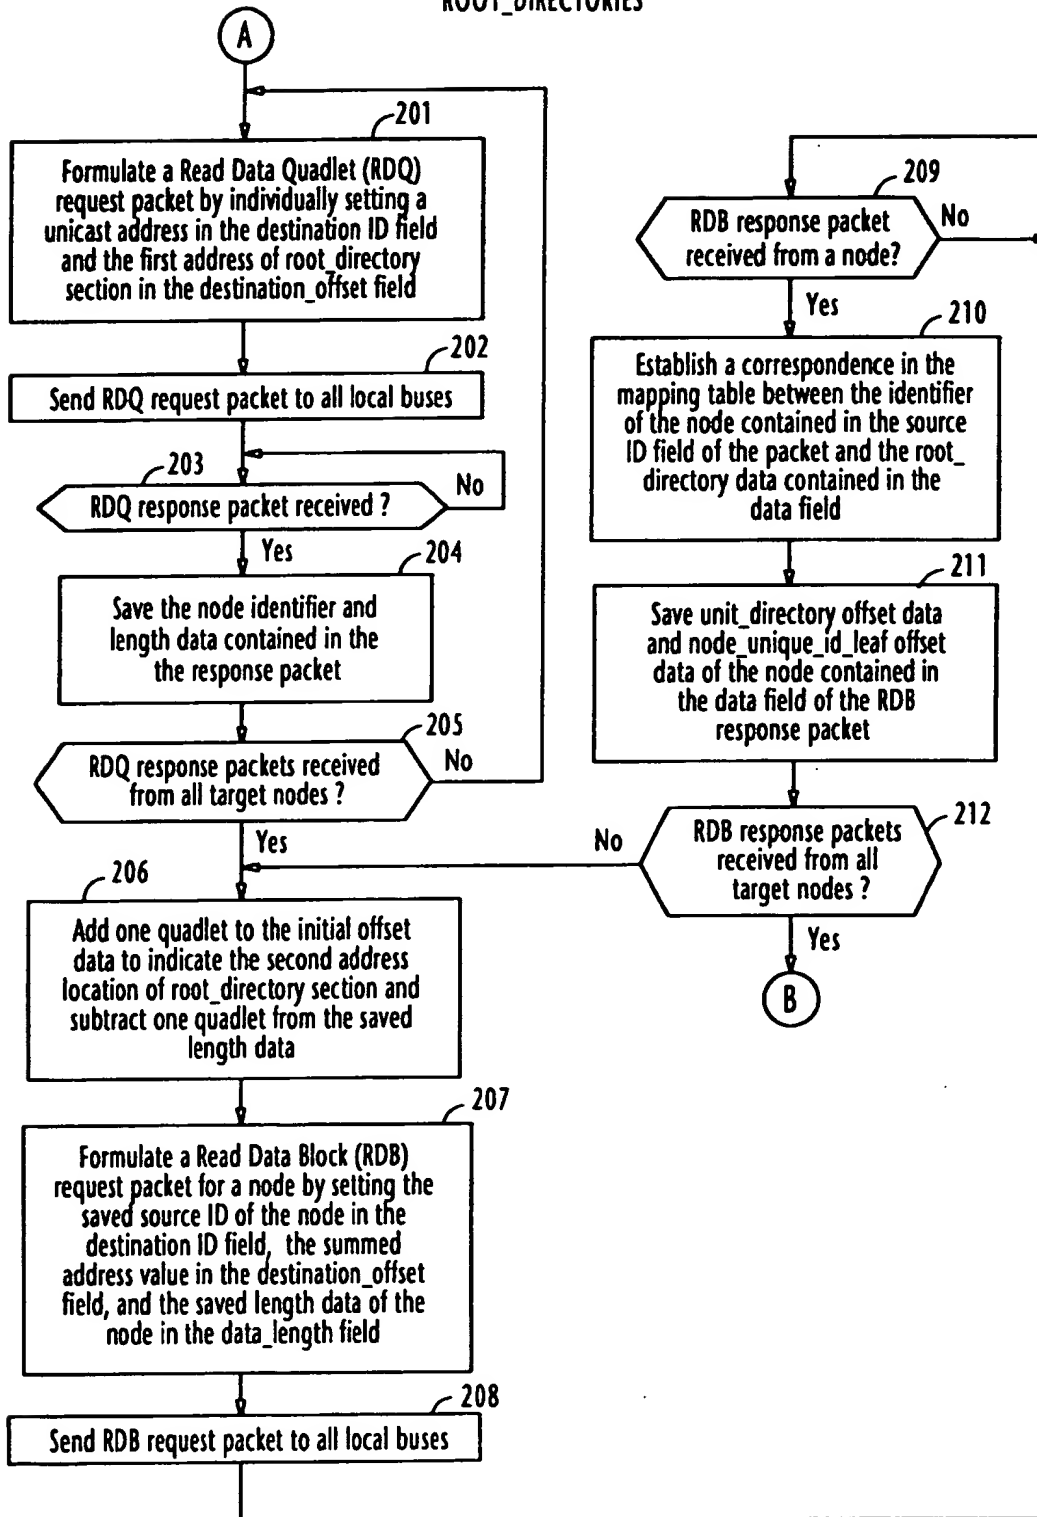 ROOT_DIRECTORIES
A
201
Formulate a Read Data Quadlet (RDQ)
request packet by individually setting a
unicast address in the destination ID field
and the first address of root_directory
section in the destination_offset field
202
Send RDQ request packet to all local buses
203
RDQ response packet received ?
No
Yes
204
Save the node identifier and
length data contained in the
the response packet
205
RDQ response packets received
from all target nodes ?
No
Yes
206
Add one quadlet to the initial offset
data to indicate the second address
location of root_directory section and
subtract one quadlet from the saved
length data
207
Formulate a Read Data Block (RDB)
request packet for a node by setting the
saved source ID of the node in the
destination ID field, the summed
address value in the destination_offset
field, and the saved length data of the
node in the data_length field
208
Send RDB request packet to all local buses
209
RDB response packet
received from a node?
No
Yes
210
Establish a correspondence in the
mapping table between the identifier
of the node contained in the source
ID field of the packet and the root_
directory data contained in the
data field
211
Save unit_directory offset data
and node_unique_id_leaf offset
data of the node contained in
the data field of the RDB
response packet
212
RDB response packets
received from all
target nodes ?
No
Yes
B